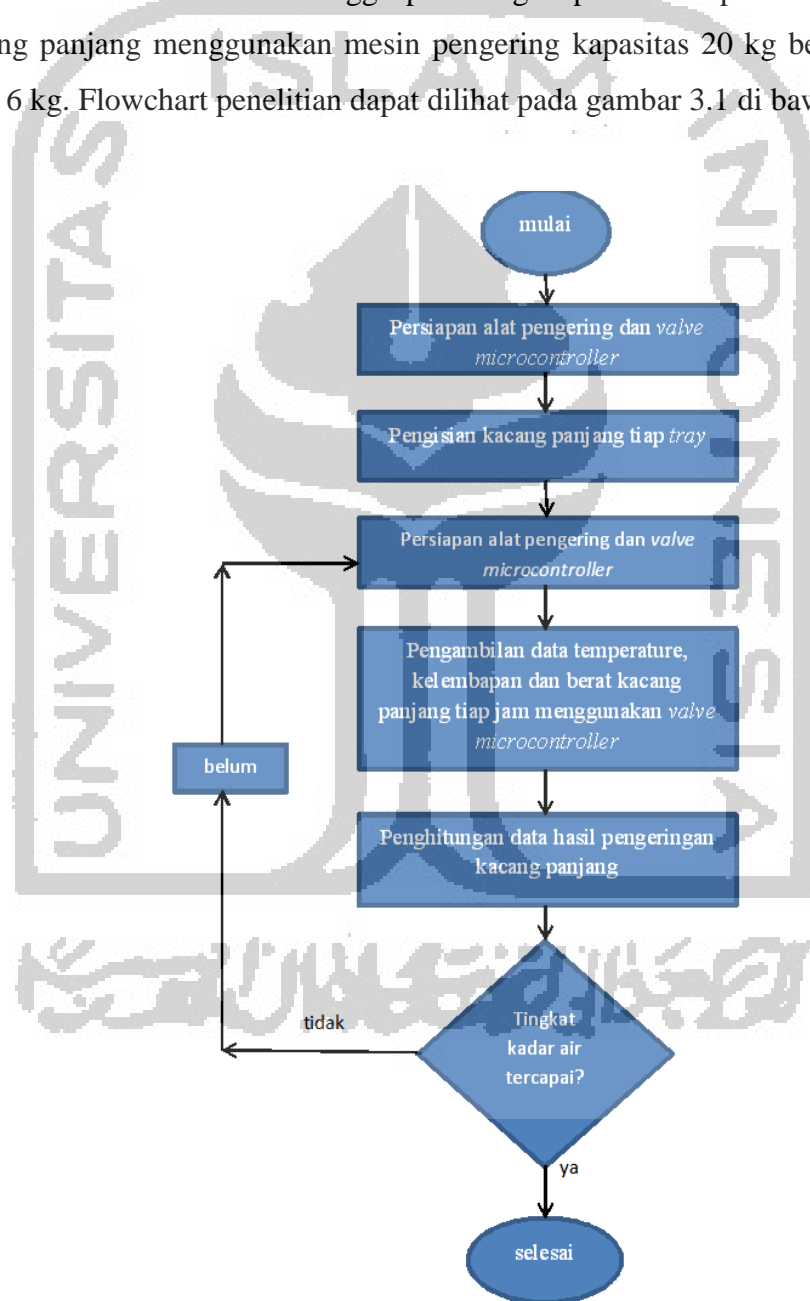 ng panjang menggunakan mesin pengering kapasitas 20 kg be
6 kg. Flowchart penelitian dapat dilihat pada gambar 3.1 di baw
ISLAM
UNIVERSITAS
INDONESIA
mulai
Persiapan alat pengering dan valve
microcontroller
Pengisian kacang panjang tiap tray
Persiapan alat pengering dan valve
microcontroller
Pengambilan data temperature,
kelembapan dan berat kacang
panjang tiap jam menggunakan valve
microcontroller
belum
Penghitungan data hasil pengeringan
kacang panjang
tidak
Tingkat
kadar air
tercapai?
ya
selesai